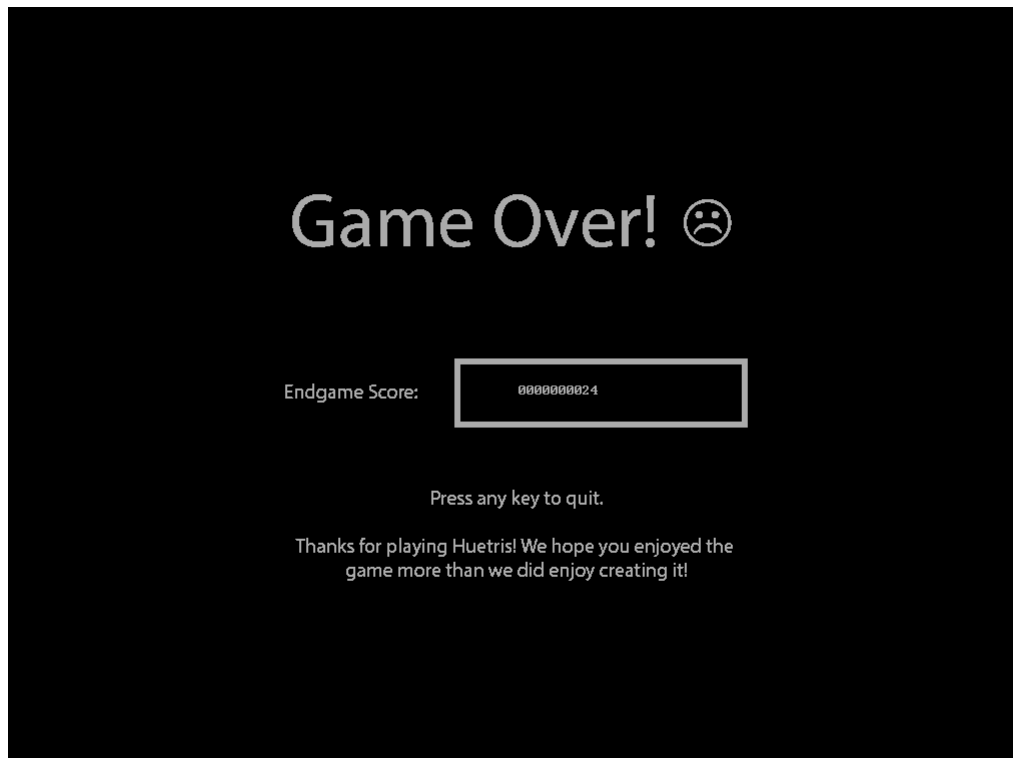 Game Over! ☹
Endgame Score:
0000000024
Press any key to quit.
Thanks for playing Huetris! We hope you enjoyed the
game more than we did enjoy creating it!